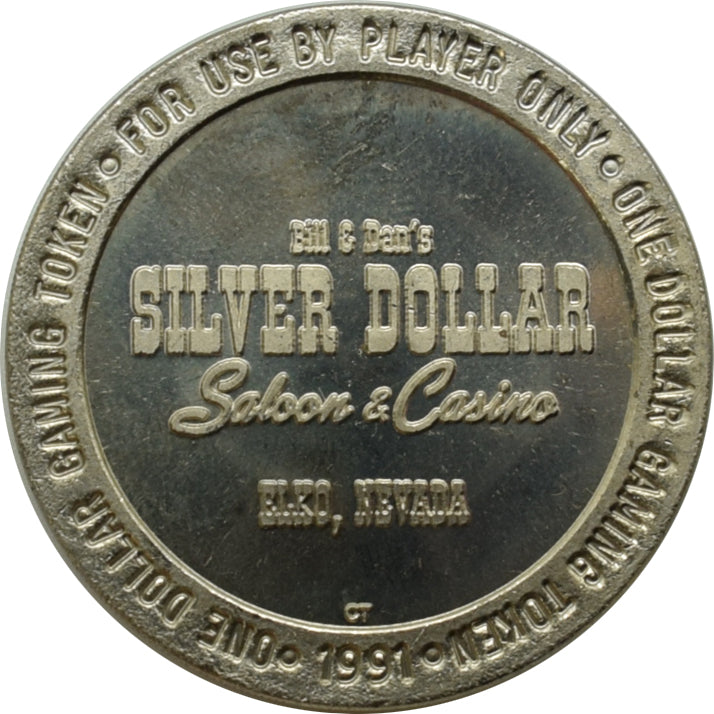 FOR USE BY PLAYER ONLY • ONE DOLLAR GAMING TOKEN • 1991 • ONE DOLLAR GAMING TOKEN •
Bill & Dan's
SILVER DOLLAR
Saloon & Casino
ELKO, NEVADA
CT